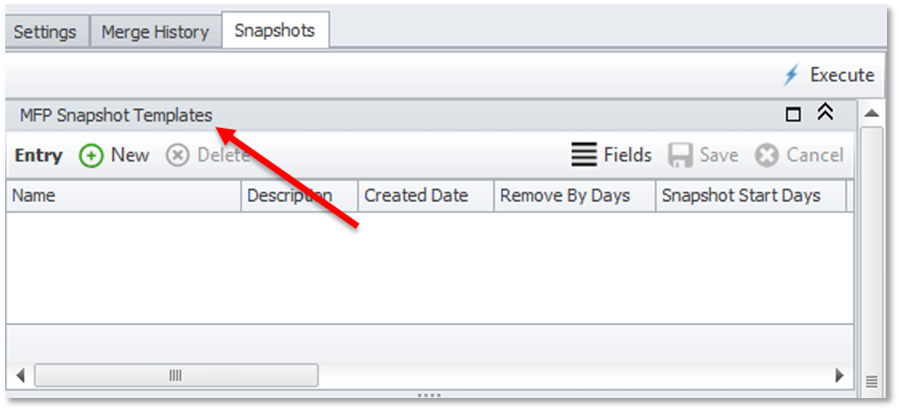 Settings Merge History Snapshots
Execute
MFP Snapshot Templates
Entry New Delete Fields Save Cancel
Name Description Created Date Remove By Days Snapshot Start Days